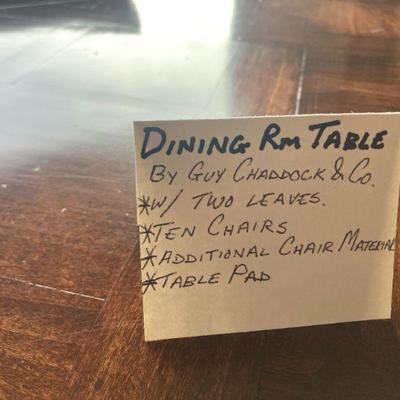 DINING RM TABLE
BY GUY CHADDOCK & CO.
*W/ TWO LEAVES.
*TEN CHAIRS
*ADDITIONAL CHAIR MATERIAL
*TABLE PAD